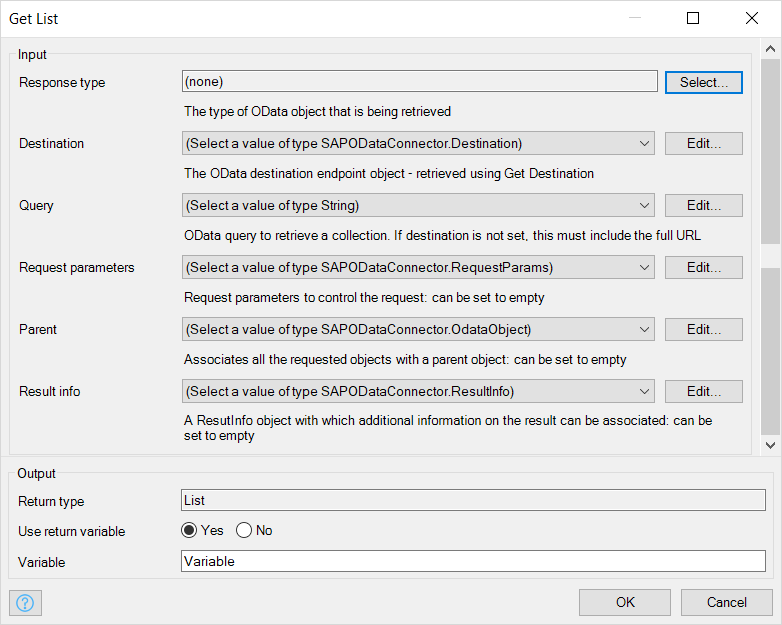 Get List
Input
Response type
(none)
Select...
The type of OData object that is being retrieved
Destination
(Select a value of type SAPODataConnector.Destination)
Edit...
The OData destination endpoint object - retrieved using Get Destination
Query
(Select a value of type String)
Edit...
OData query to retrieve a collection. If destination is not set, this must include the full URL
Request parameters
(Select a value of type SAPODataConnector.RequestParams)
Edit...
Request parameters to control the request: can be set to empty
Parent
(Select a value of type SAPODataConnector.OdataObject)
Edit...
Associates all the requested objects with a parent object: can be set to empty
Result info
(Select a value of type SAPODataConnector.ResultInfo)
Edit...
A ResutInfo object with which additional information on the result can be associated: can be
set to empty
Output
Return type
List
Use return variable
Yes
No
Variable
Variable
?
OK
Cancel